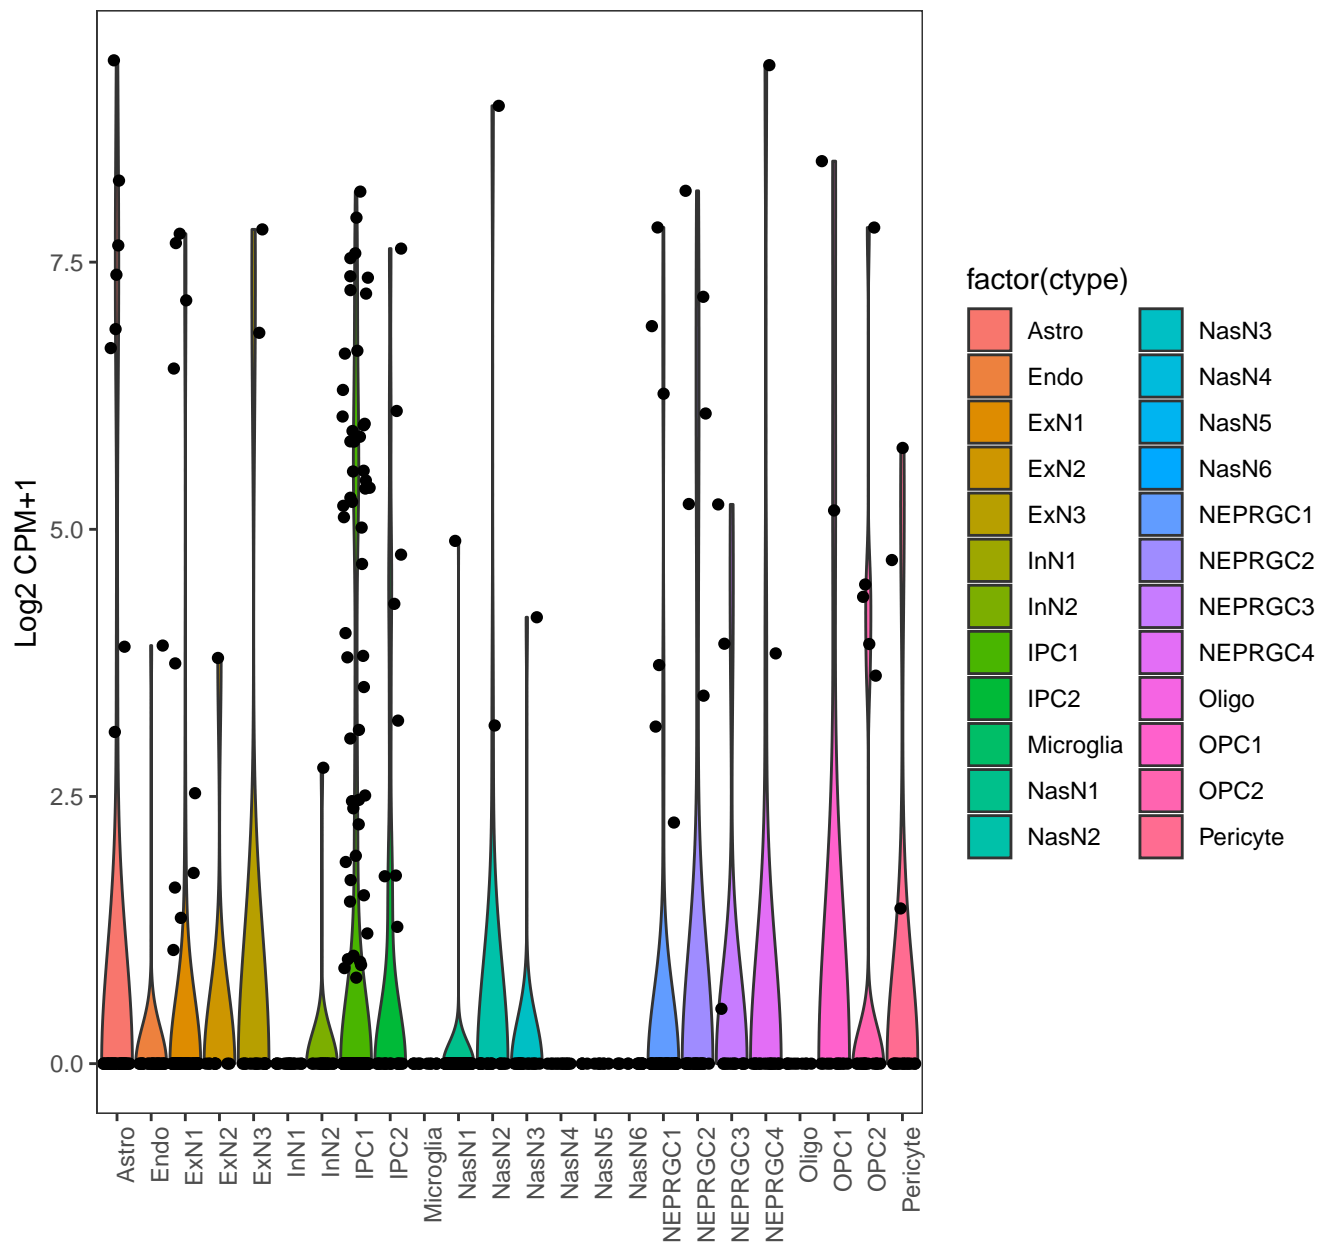 Log2 CPM+1
7.5
5.0
2.5
0.0
Astro
Endo
ExN1
ExN2
ExN3
InN1
InN2
IPC1
IPC2
Microglia
NasN1
NasN2
NasN3
NasN4
NasN5
NasN6
NEPRGC1
NEPRGC2
NEPRGC3
NEPRGC4
Oligo
OPC1
OPC2
Pericyte
factor(ctype)
Astro
Endo
ExN1
ExN2
ExN3
InN1
InN2
IPC1
IPC2
Microglia
NasN1
NasN2
NasN3
NasN4
NasN5
NasN6
NEPRGC1
NEPRGC2
NEPRGC3
NEPRGC4
Oligo
OPC1
OPC2
Pericyte